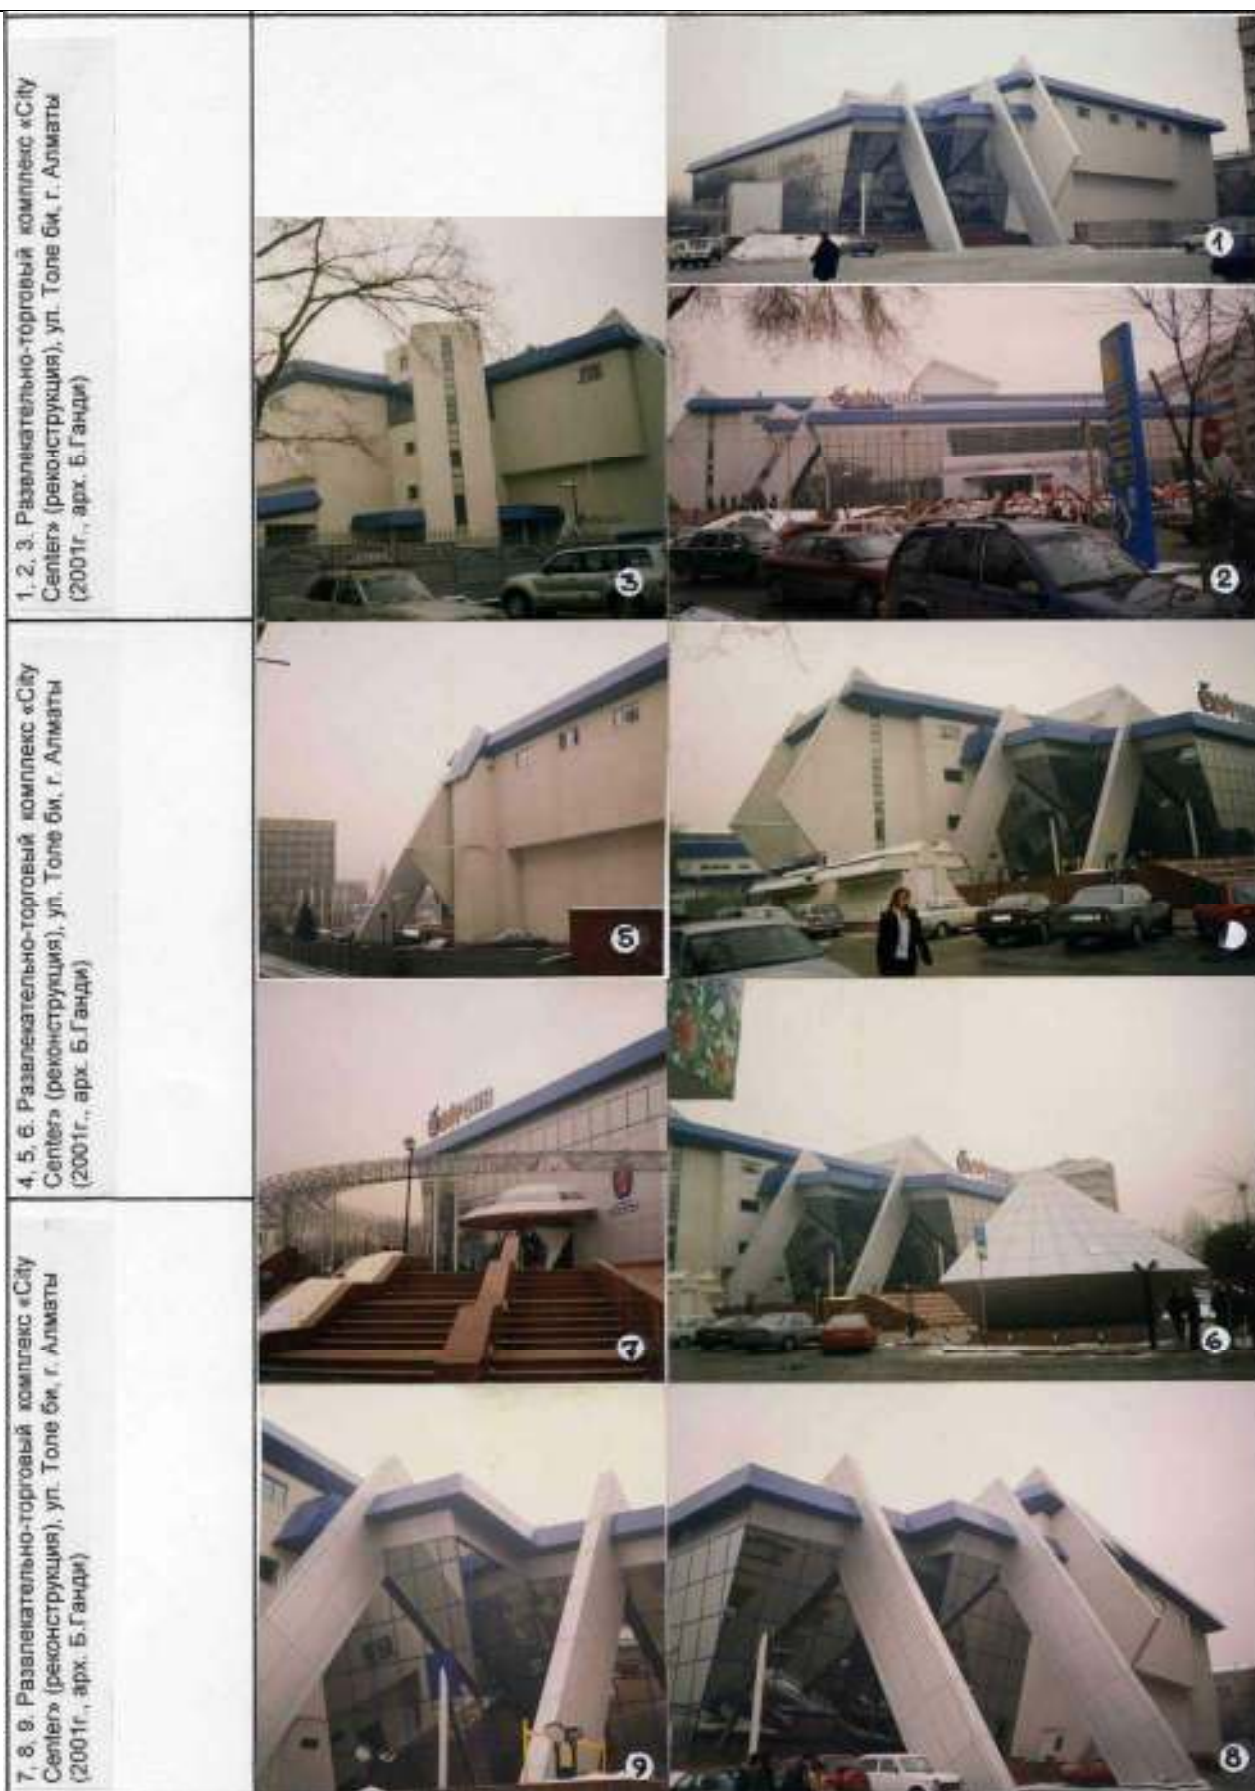 1, 2, 3. Развлекательно-торговый комплекс «City
Center» (реконструкция), ул. Толе би, г. Алматы
(2001г., арх. Б.Ганди)
1
3
2
4, 5, 6. Развлекательно-торговый комплекс «City
Center» (реконструкция), ул. Толе би, г. Алматы
(2001г., арх. Б.Ганди)
5
7
6
7, 8, 9. Развлекательно-торговый комплекс «City
Center» (реконструкция), ул. Толе би, г. Алматы
(2001г., арх. Б.Ганди)
9
8